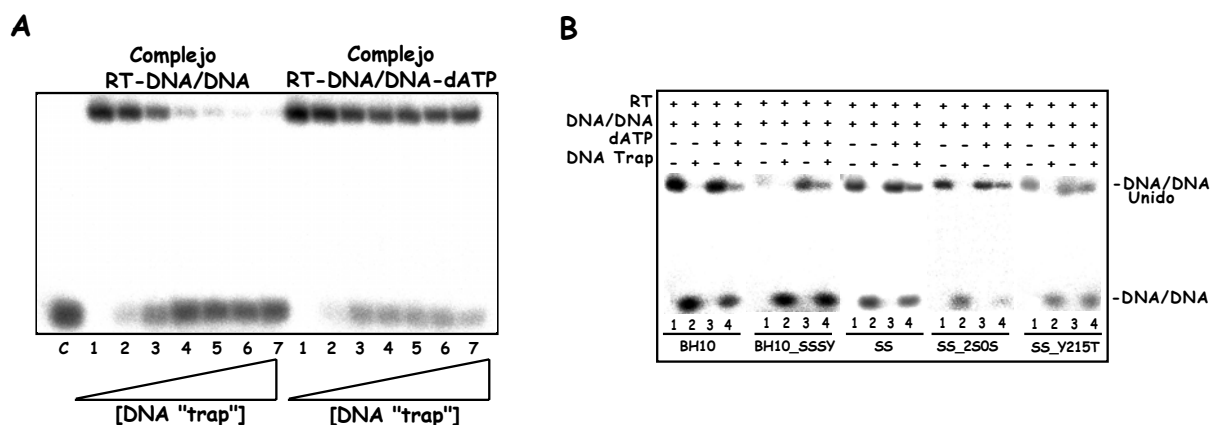 A
Complejo
RT-DNA/DNA
Complejo
RT-DNA/DNA-dATP
C 1 2 3 4 5 6 7 1 2 3 4 5 6 7
[DNA "trap"] [DNA "trap"]
B
RT + + + + + + + + + + + + + + + + + + + +
DNA/DNA + + + + + + + + + + + + + + + + + + + +
dATP - - + + - - + + - - + + - - + + - - + +
DNA Trap - + - + - + - + - + - + - + - + - + - +
-DNA/DNA
Unido
-DNA/DNA
1 2 3 4 1 2 3 4 1 2 3 4 1 2 3 4 1 2 3 4
BH10 BH10_SSSY SS SS_2S0S SS_Y215T